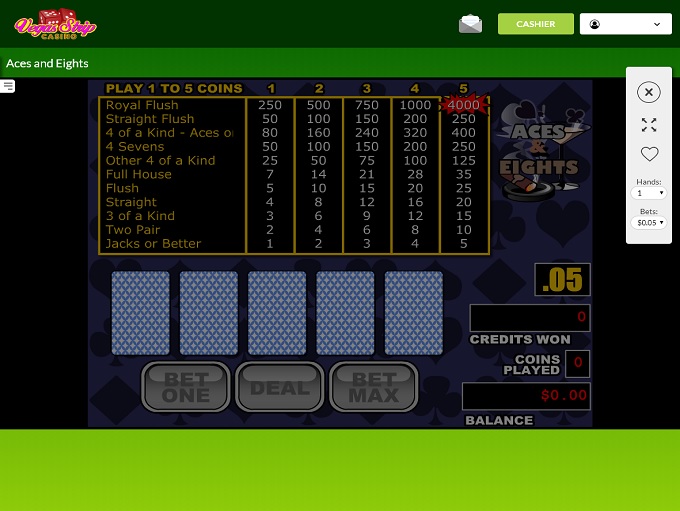 Vegas Strip
CASINO
CASHIER
Aces and Eights
PLAY 1 TO 5 COINS 1 2 3 4 5
Royal Flush 250 500 750 1000 4000
Straight Flush 50 100 150 200 250
4 of a Kind - Aces o 80 160 240 320 400
4 Sevens 50 100 150 200 250
Other 4 of a Kind 25 50 75 100 125
Full House 7 14 21 28 35
Flush 5 10 15 20 25
Straight 4 8 12 16 20
3 of a Kind 3 6 9 12 15
Two Pair 2 4 6 8 10
Jacks or Better 1 2 3 4 5
ACES
&
EIGHTS
Hands:
1
Bets:
$0.05
.05
0
CREDITS WON
COINS
PLAYED 0
$0.00
BALANCE
BET
ONE
DEAL
BET
MAX